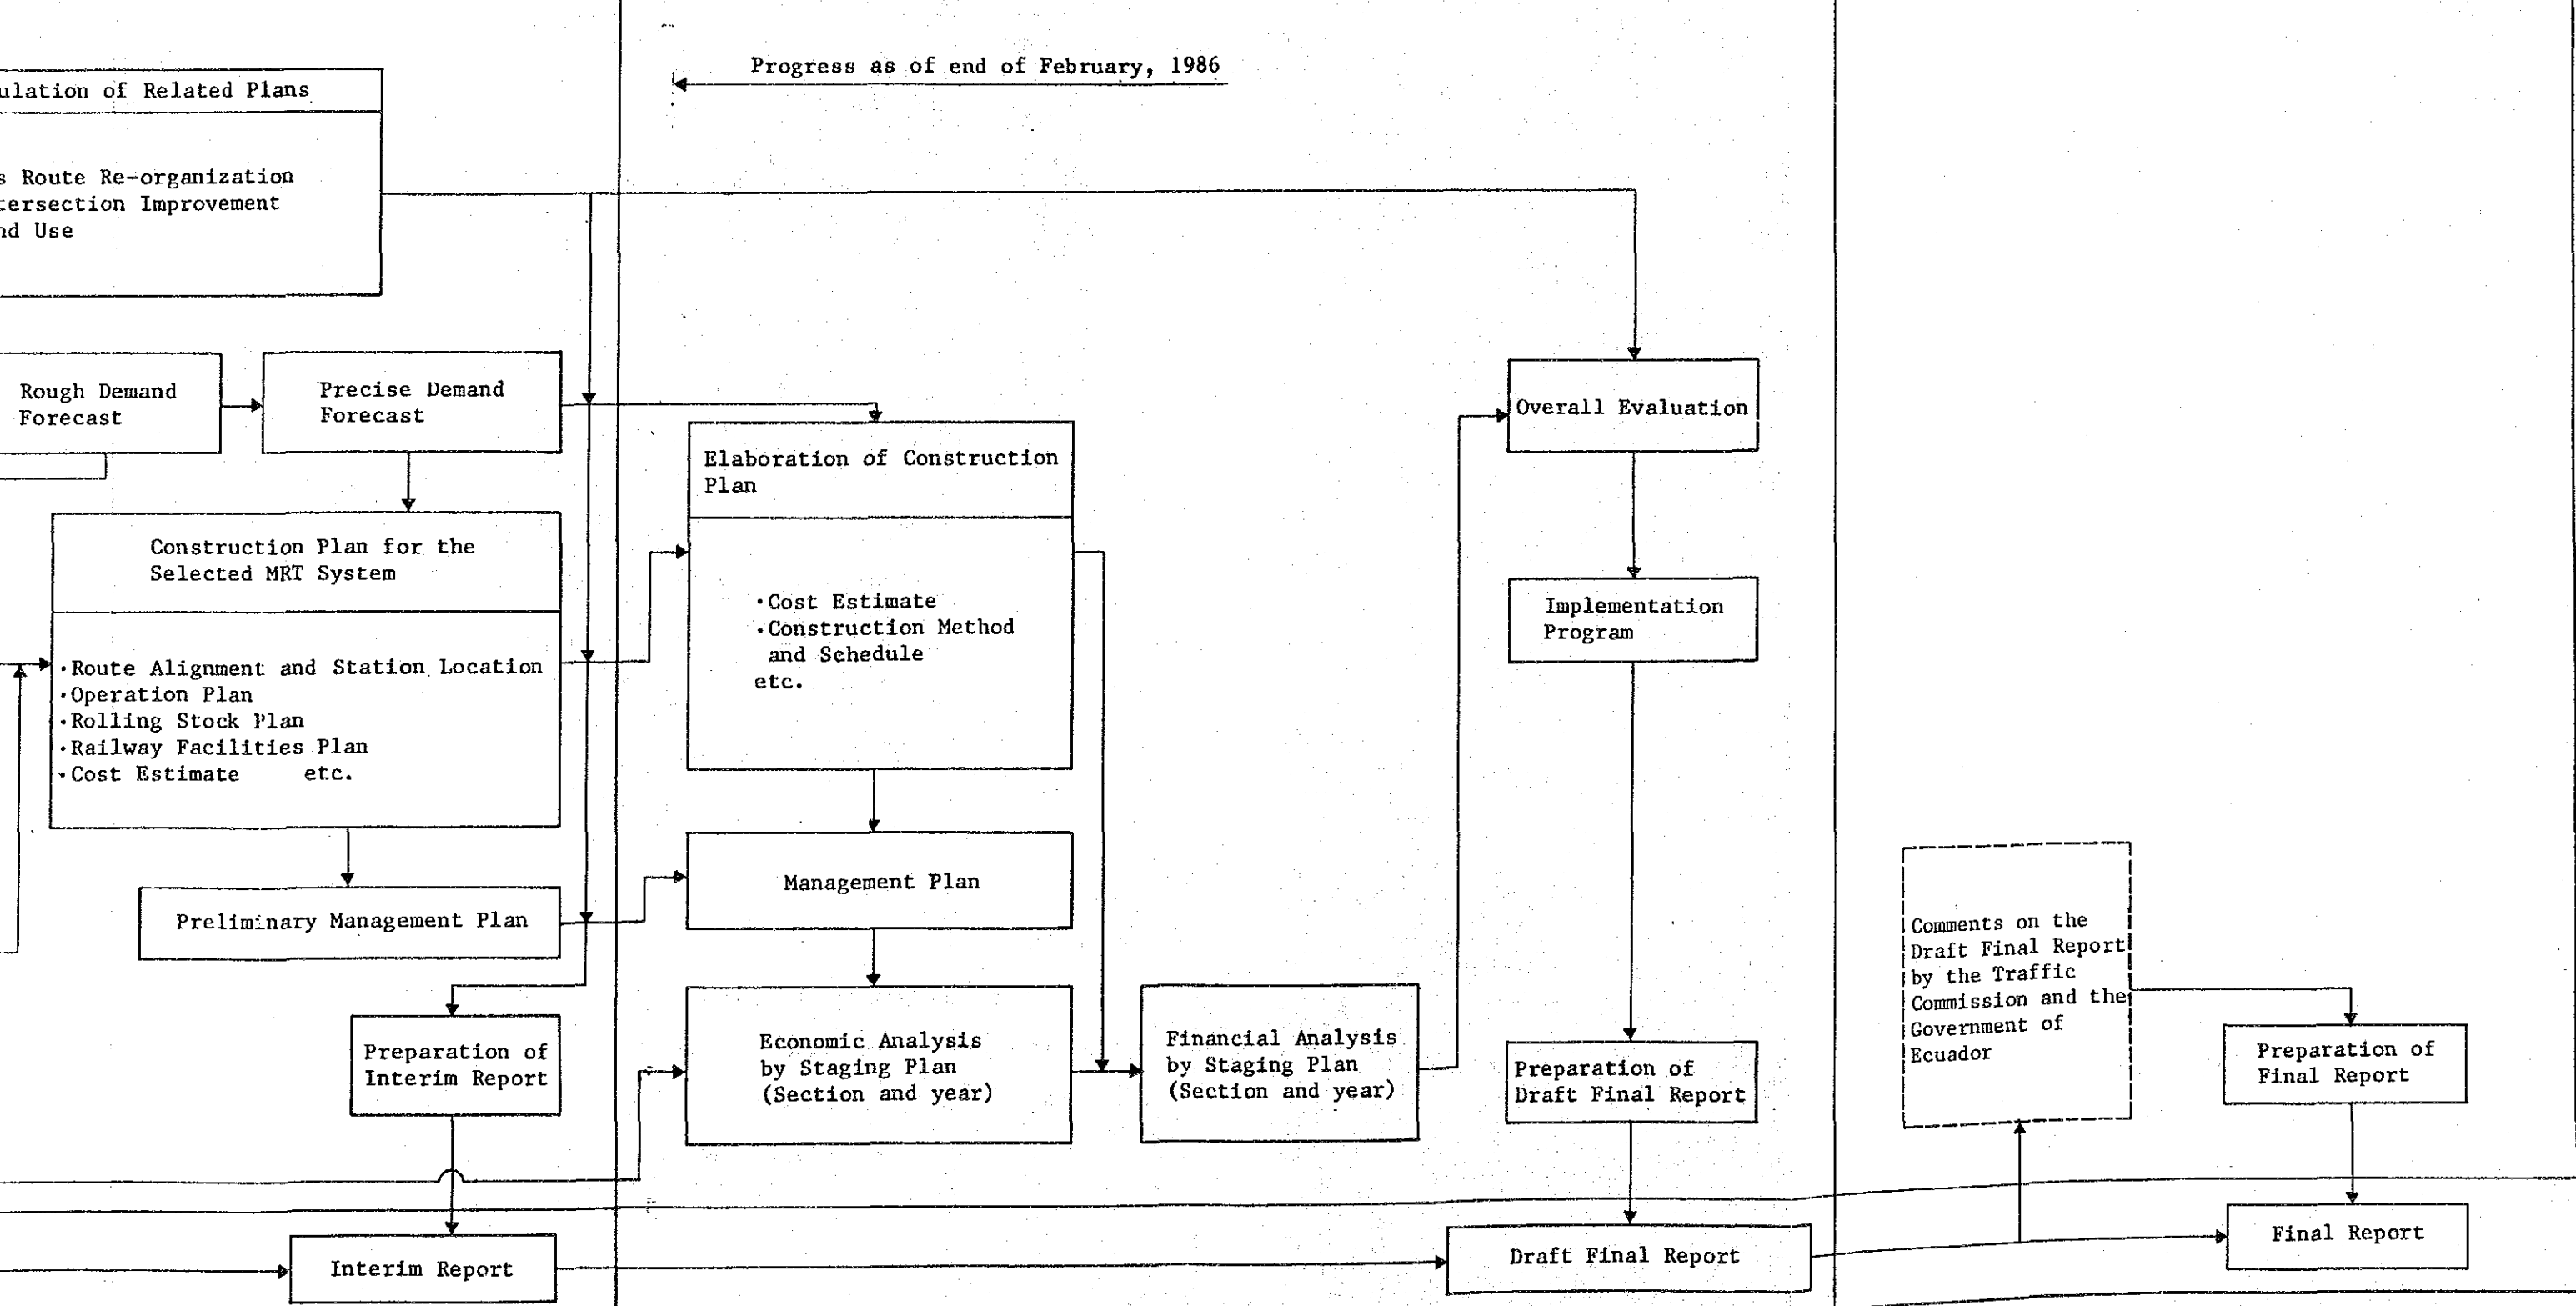 Progress as of end of February, 1986
ulation of Related Plans
s Route Re-organization
tersection Improvement
nd Use
Rough Demand
Forecast
Precise Demand
Forecast
Construction Plan for the
Selected MRT System
·Route Alignment and Station Location
·Operation Plan
·Rolling Stock Plan
·Railway Facilities Plan
·Cost Estimate etc.
Preliminary Management Plan
Preparation of
Interim Report
Interim Report
Elaboration of Construction
Plan
·Cost Estimate
·Construction Method
and Schedule
etc.
Management Plan
Economic Analysis
by Staging Plan
(Section and year)
Financial Analysis
by Staging Plan
(Section and year)
Overall Evaluation
Implementation
Program
Preparation of
Draft Final Report
Draft Final Report
Comments on the
Draft Final Report
by the Traffic
Commission and the
Government of
Ecuador
Preparation of
Final Report
Final Report